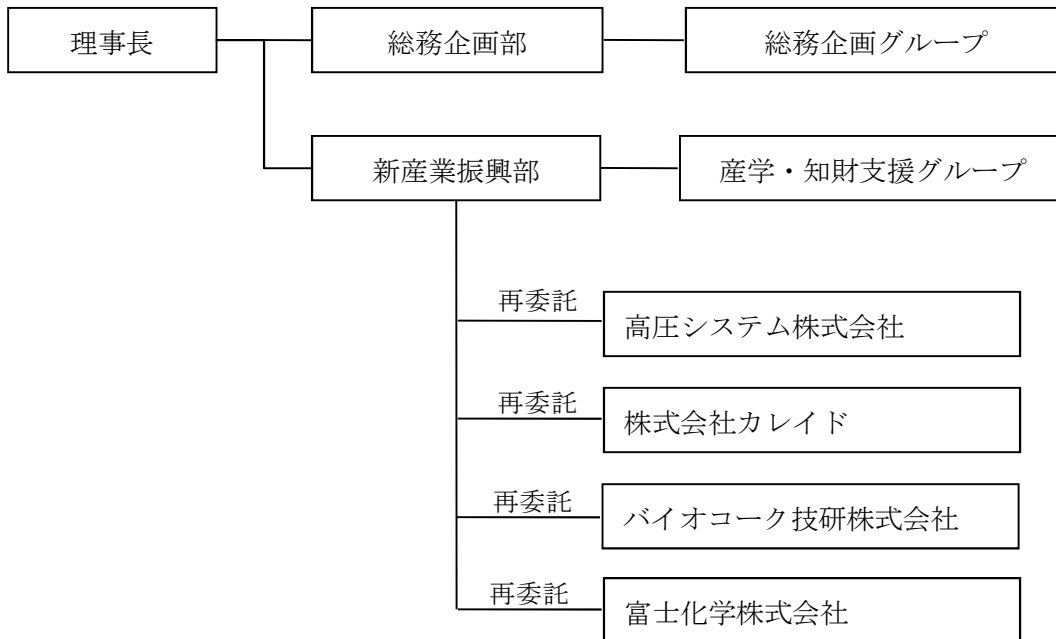 理事長
総務企画部
総務企画グループ
新産業振興部
産学・知財支援グループ
再委託
高圧システム株式会社
再委託
株式会社カレイド
再委託
バイオコーク技研株式会社
再委託
富士化学株式会社